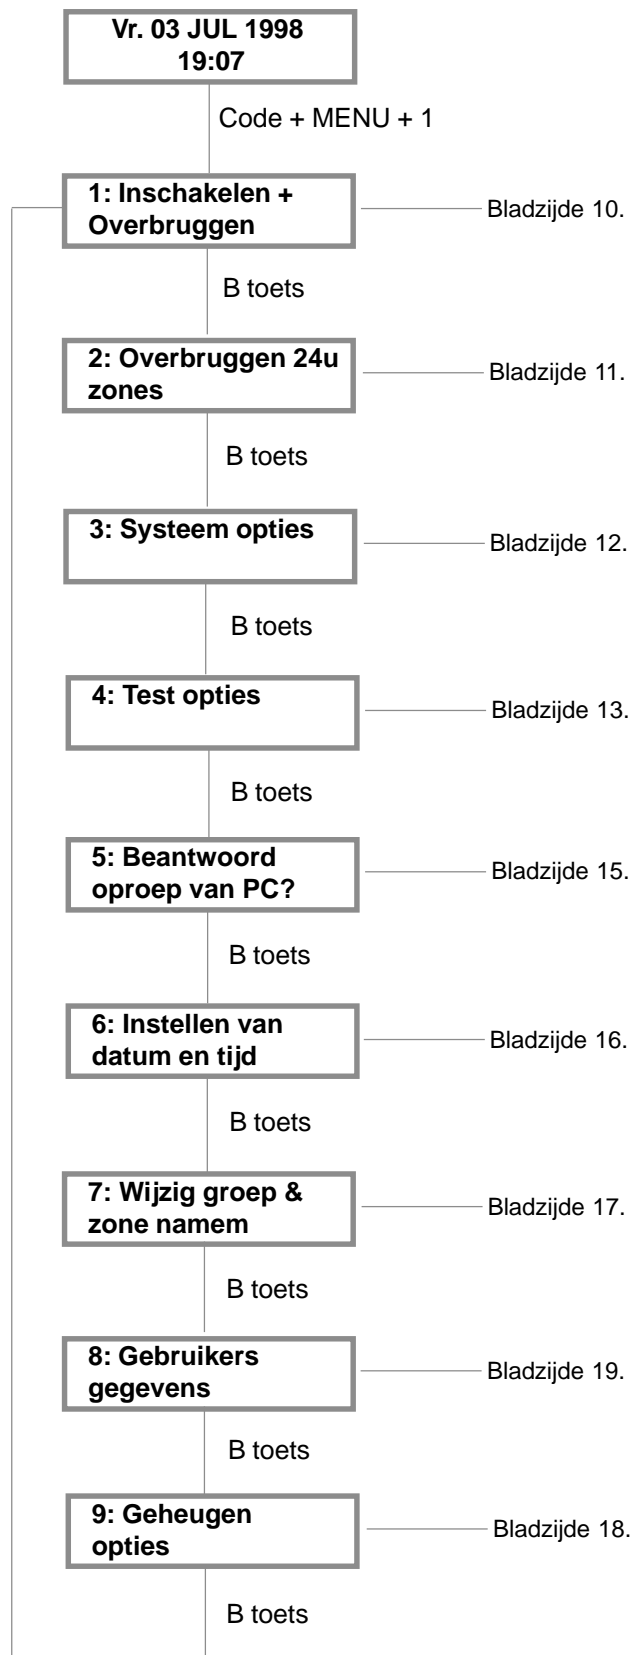 Vr. 03 JUL 1998
19:07
Code + MENU + 1
1: Inschakelen +
Overbruggen
Bladzijde 10.
B toets
2: Overbruggen 24u
zones
Bladzijde 11.
B toets
3: Systeem opties
Bladzijde 12.
B toets
4: Test opties
Bladzijde 13.
B toets
5: Beantwoord
oproep van PC?
Bladzijde 15.
B toets
6: Instellen van
datum en tijd
Bladzijde 16.
B toets
7: Wijzig groep &
zone namem
Bladzijde 17.
B toets
8: Gebruikers
gegevens
Bladzijde 19.
B toets
9: Geheugen
opties
Bladzijde 18.
B toets